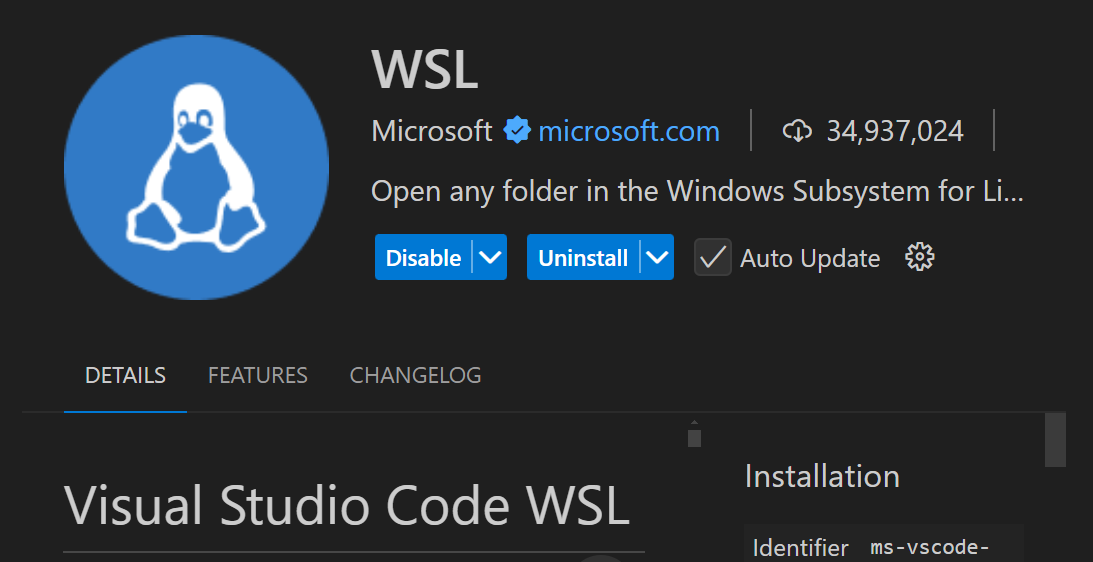 WSL
Microsoft microsoft.com 34,937,024
Open any folder in the Windows Subsystem for Li...
Disable Uninstall Auto Update
DETAILS FEATURES CHANGELOG
Visual Studio Code WSL
Installation
Identifier ms-vscode-